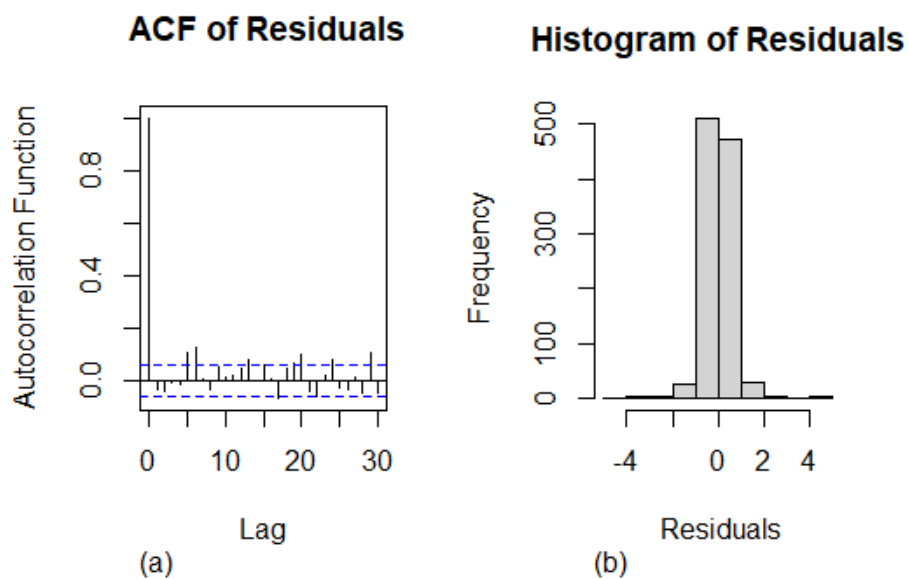 ACF of Residuals
Autocorrelation Function
0.0 0.4 0.8
0 10 20 30
Lag
(a)
Histogram of Residuals
Frequency
0 100 300 500
-4 0 2 4
Residuals
(b)